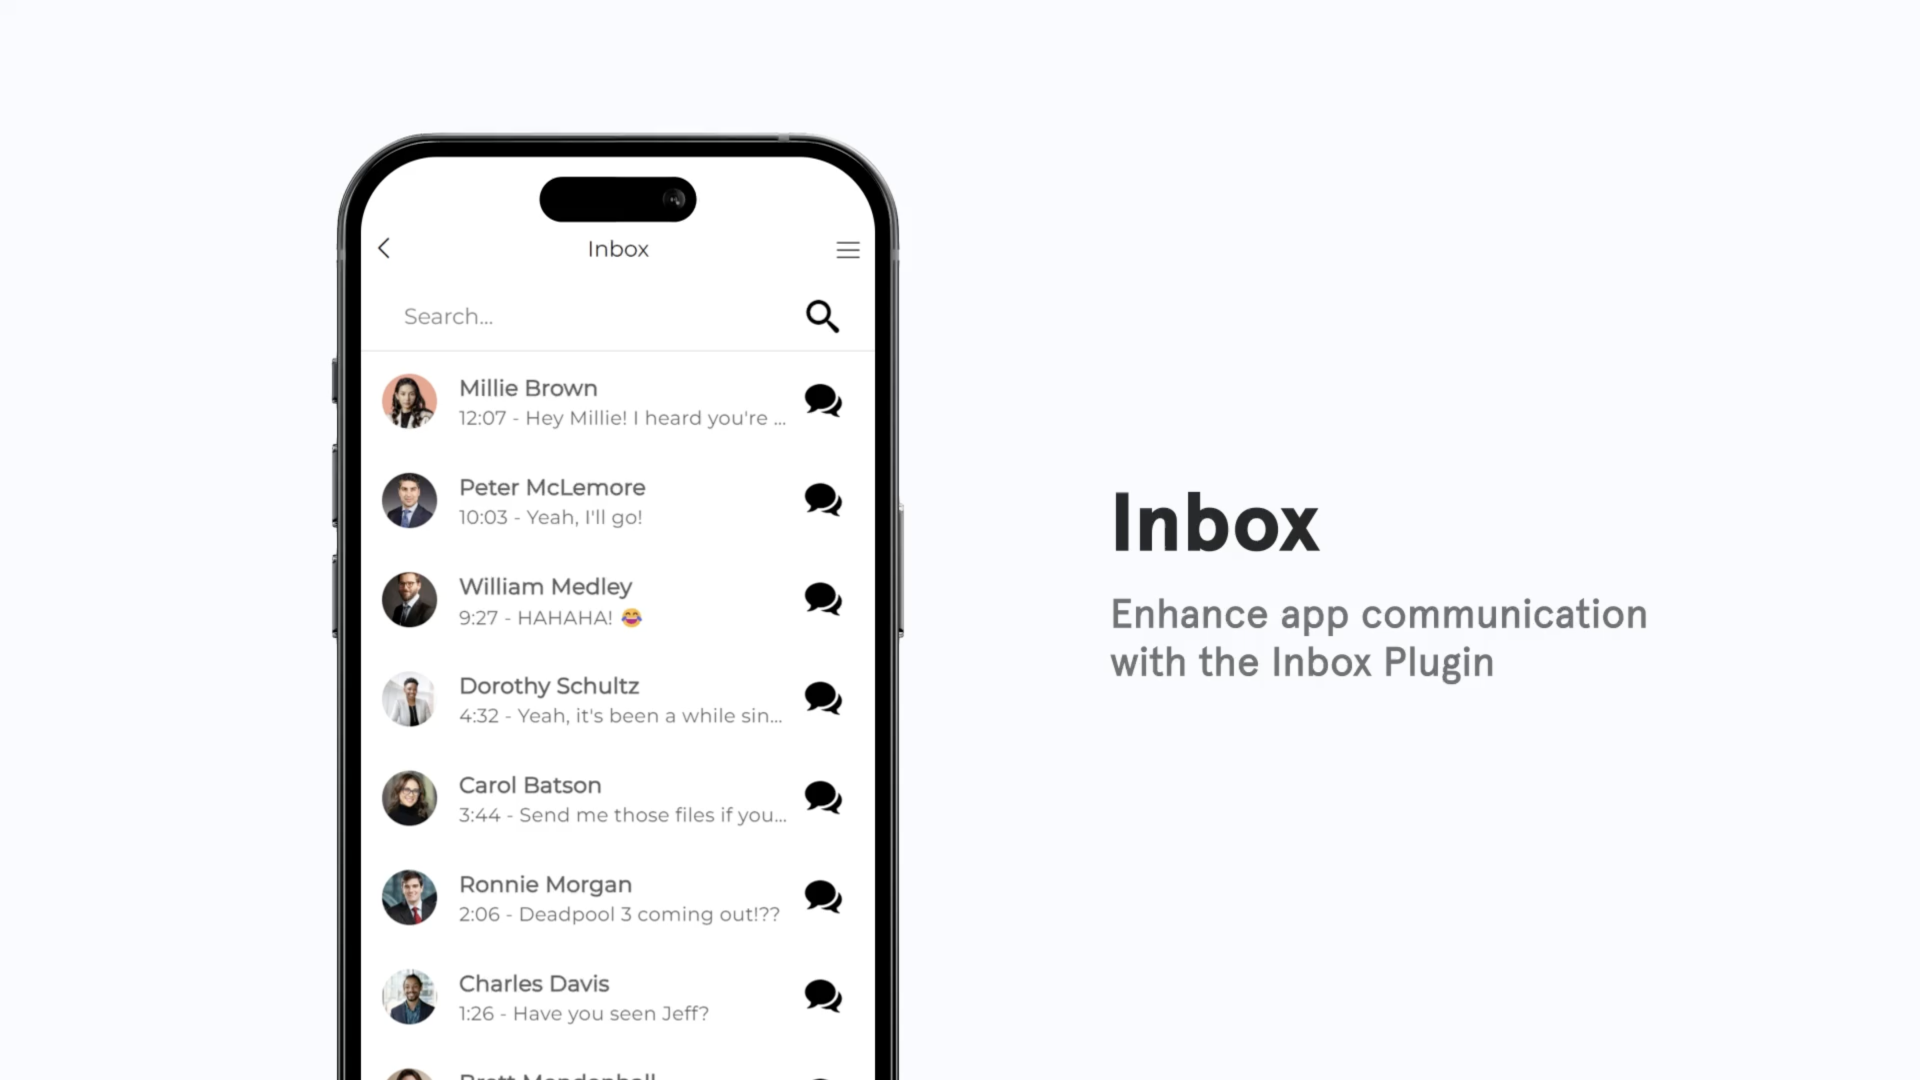 Inbox
Search...
Millie Brown
12:07 - Hey Millie! I heard you're ...
Peter McLemore
10:03 - Yeah, I'll go!
William Medley
9:27 - HAHAHA! 😂
Dorothy Schultz
4:32 - Yeah, it's been a while sin...
Carol Batson
3:44 - Send me those files if you...
Ronnie Morgan
2:06 - Deadpool 3 coming out!??
Charles Davis
1:26 - Have you seen Jeff?
Inbox
Enhance app communication
with the Inbox Plugin